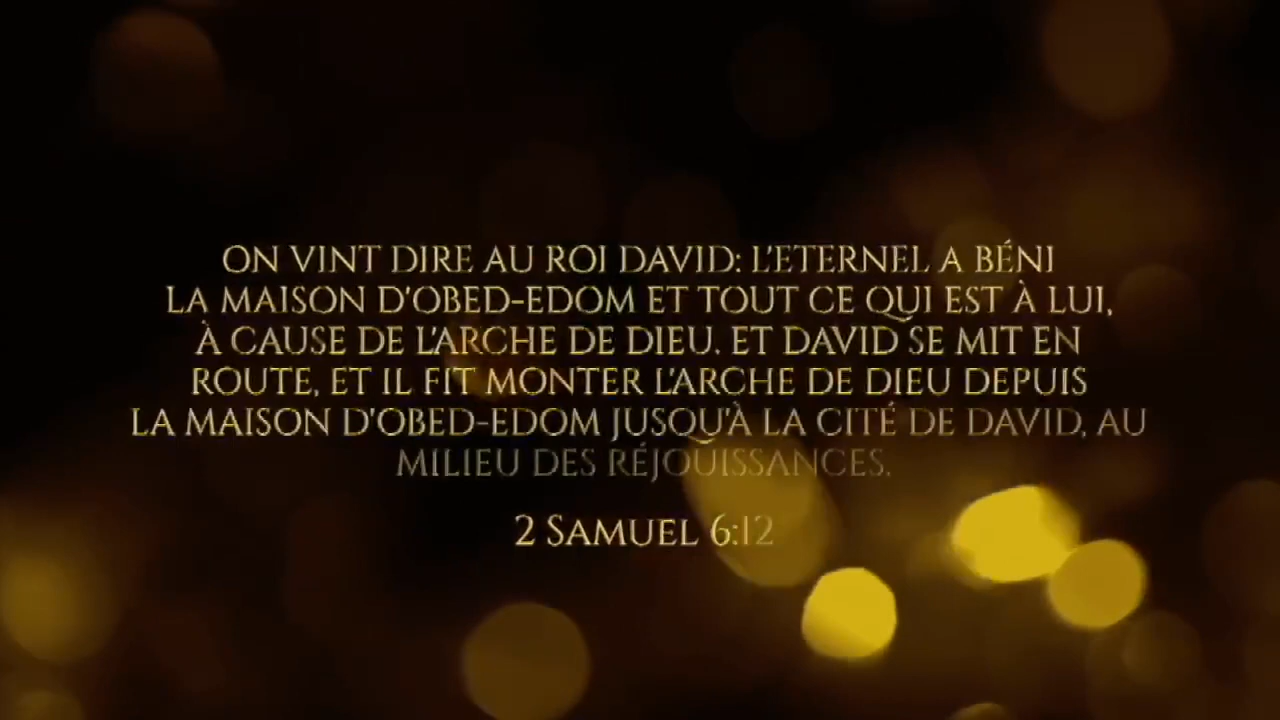 ON VINT DIRE AU ROI DAVID: L'ETERNEL A BÉNI
LA MAISON D'OBED-EDOM ET TOUT CE QUI EST À LUI,
À CAUSE DE L'ARCHE DE DIEU. ET DAVID SE MIT EN
ROUTE, ET IL FIT MONTER L'ARCHE DE DIEU DEPUIS
LA MAISON D'OBED-EDOM JUSQU'À LA CITÉ DE DAVID, AU
MILIEU DES RÉJOUISSANCES.
2 SAMUEL 6:12